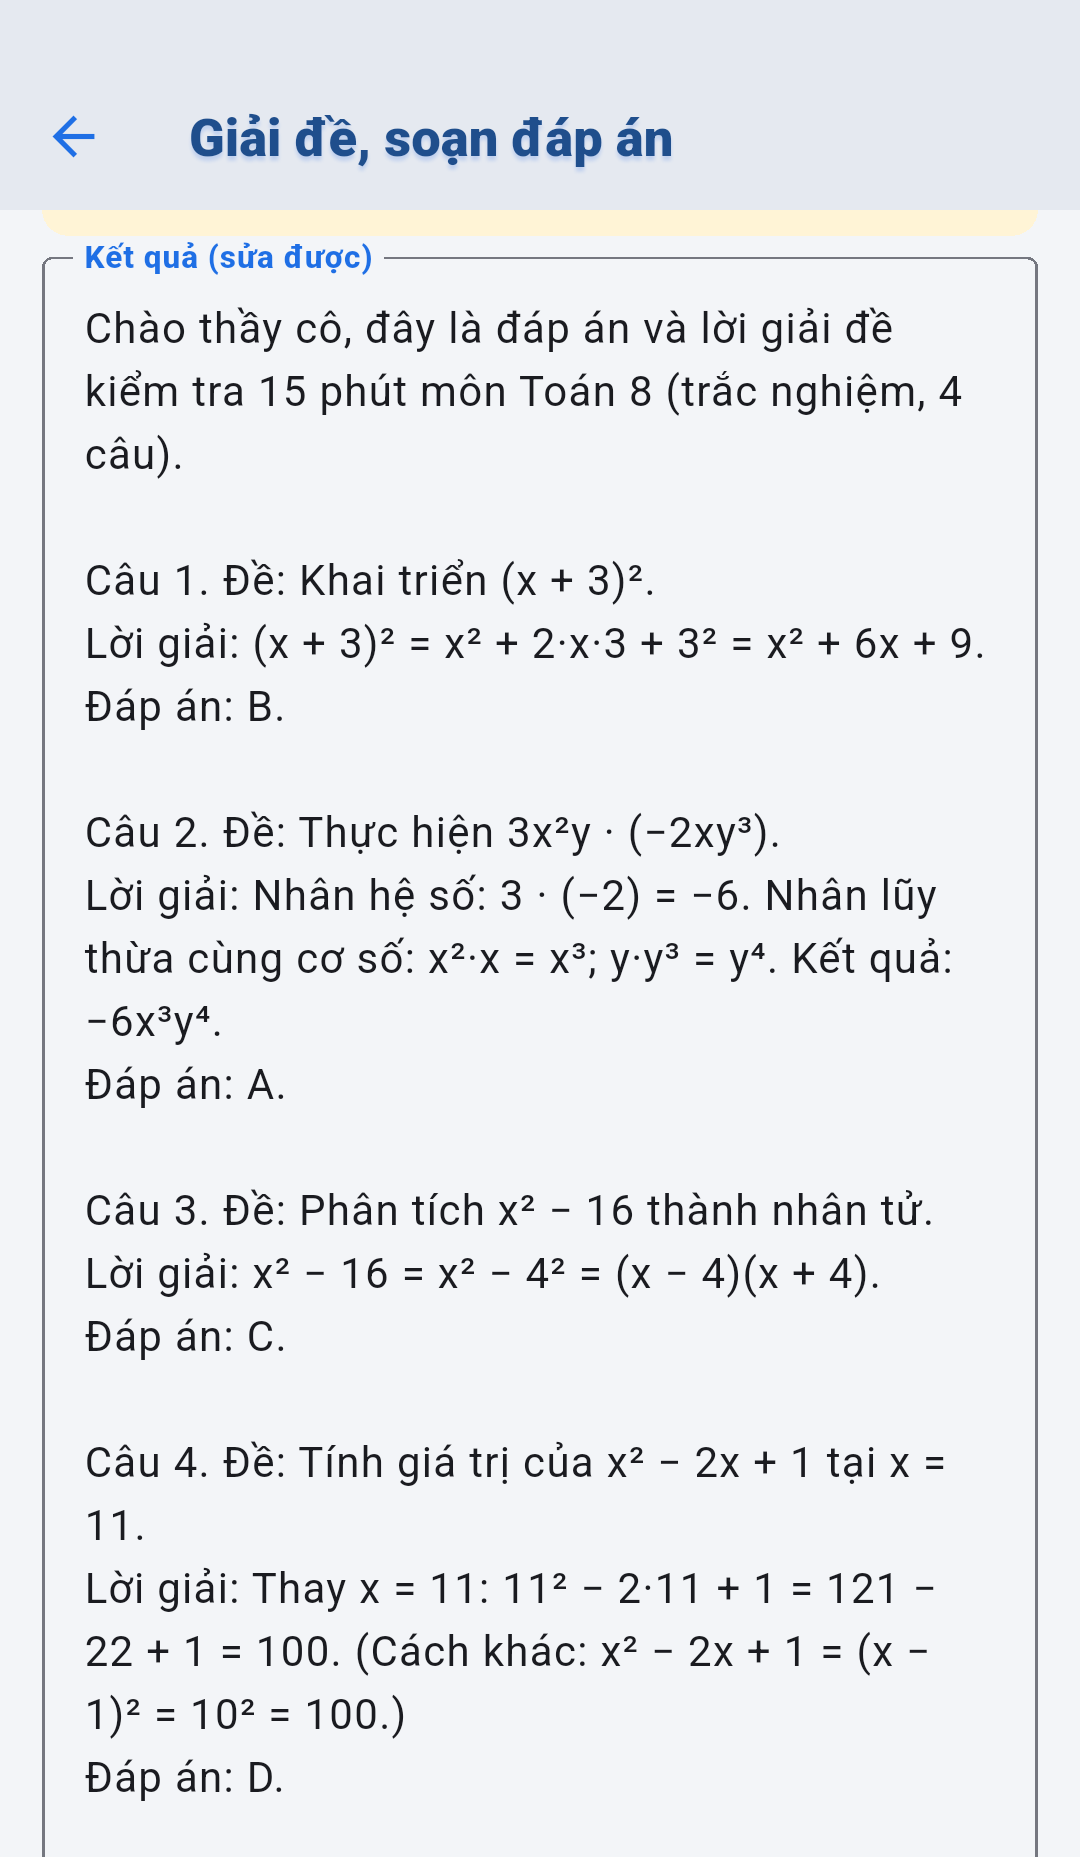 Giải đề, soạn đáp án
Kết quả (sửa được)
Chào thầy cô, đây là đáp án và lời giải đề
kiểm tra 15 phút môn Toán 8 (trắc nghiệm, 4
câu).
Câu 1. Đề: Khai triển (x + 3)².
Lời giải: (x + 3)² = x² + 2·x·3 + 3² = x² + 6x + 9.
Đáp án: B.
Câu 2. Đề: Thực hiện 3x²y · (−2xy³).
Lời giải: Nhân hệ số: 3 · (−2) = −6. Nhân lũy
thừa cùng cơ số: x²·x = x³; y·y³ = y⁴. Kết quả:
−6x³y⁴.
Đáp án: A.
Câu 3. Đề: Phân tích x² − 16 thành nhân tử.
Lời giải: x² − 16 = x² − 4² = (x − 4)(x + 4).
Đáp án: C.
Câu 4. Đề: Tính giá trị của x² − 2x + 1 tại x =
11.
Lời giải: Thay x = 11: 11² − 2·11 + 1 = 121 −
22 + 1 = 100. (Cách khác: x² − 2x + 1 = (x −
1)² = 10² = 100.)
Đáp án: D.